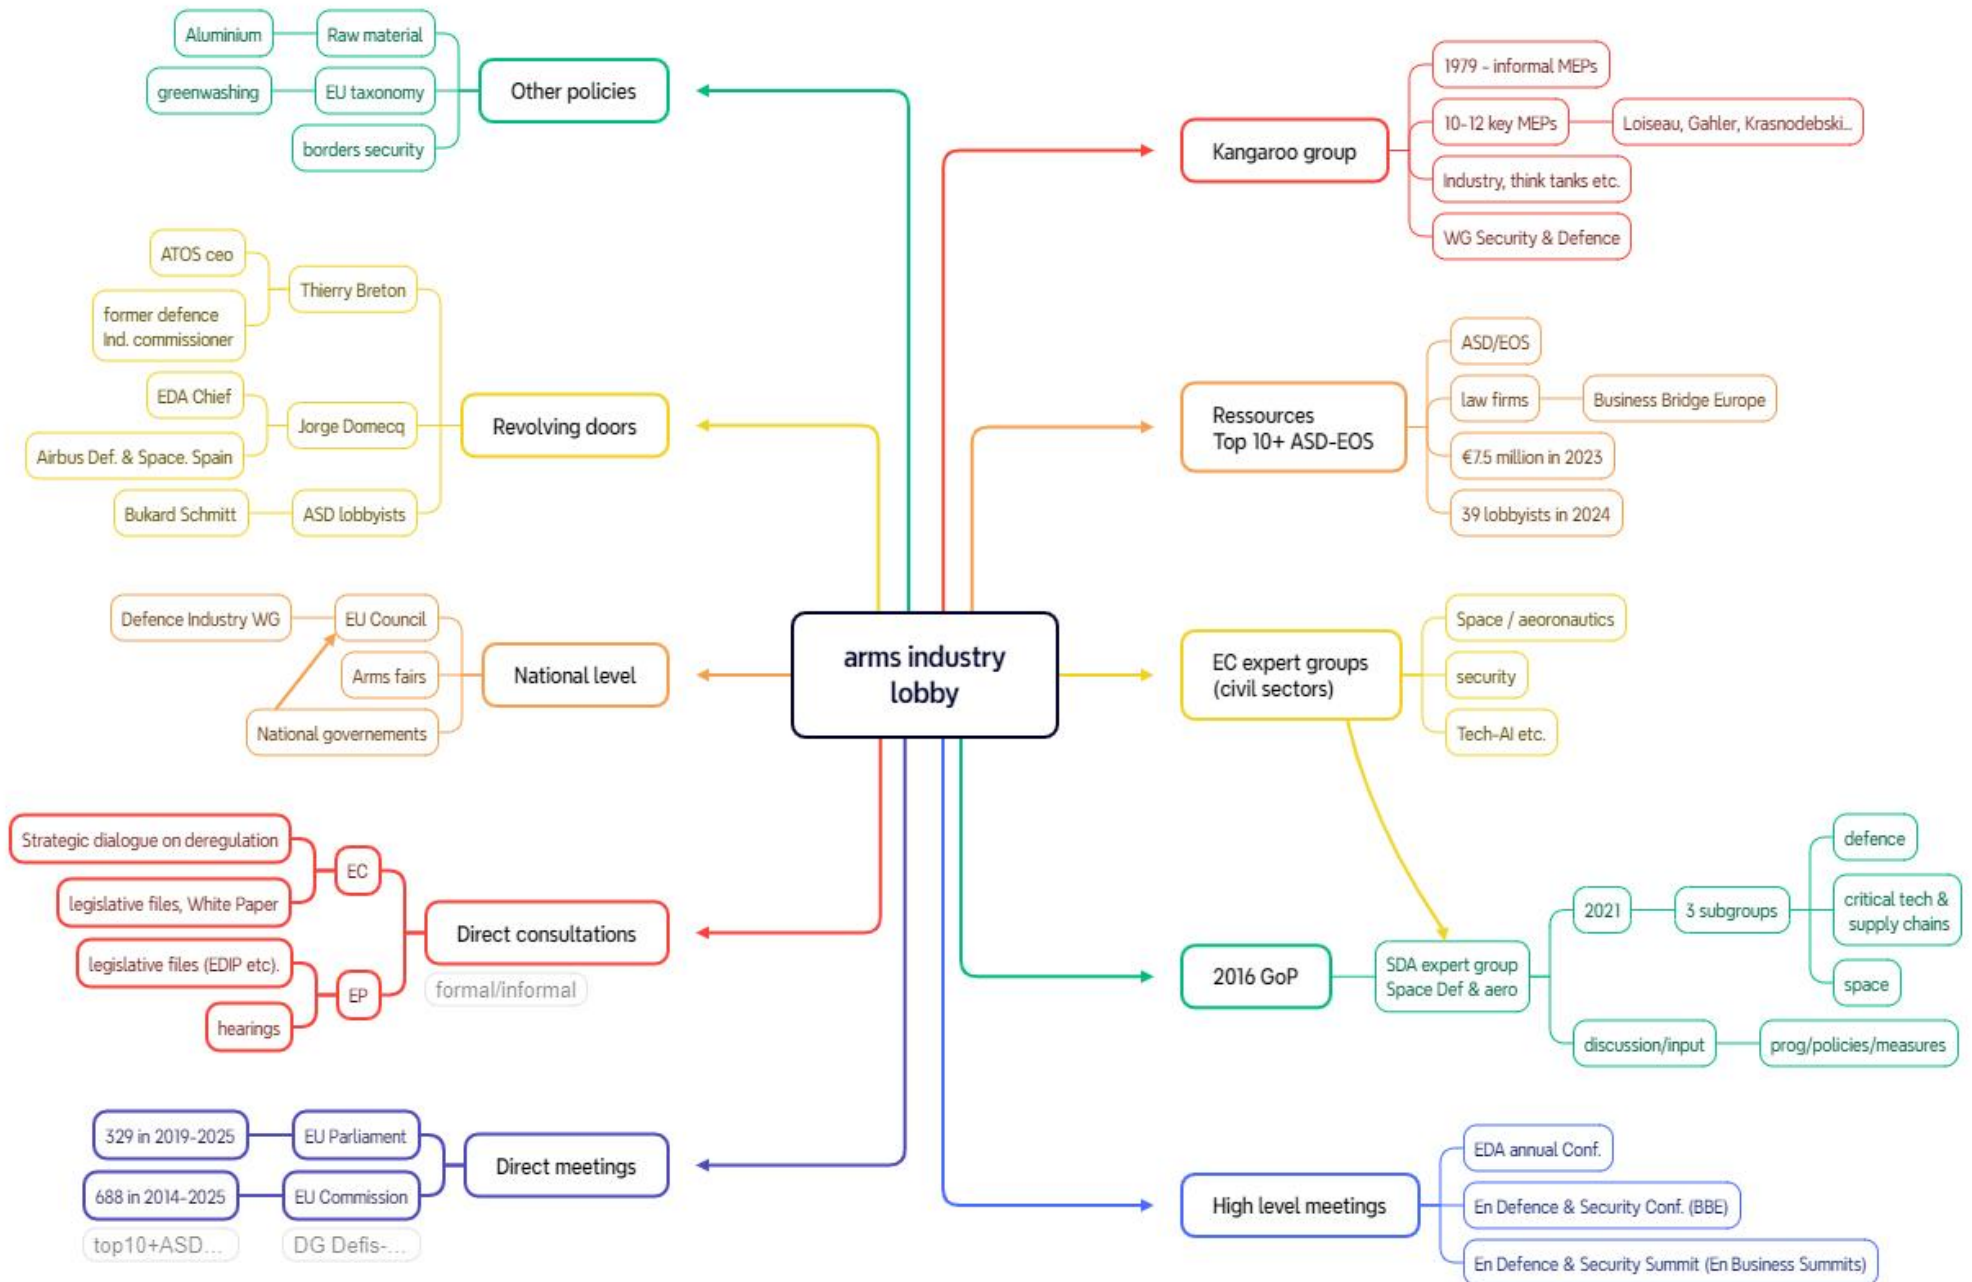 arms industry
lobby
Other policies
Raw material
Aluminium
EU taxonomy
greenwashing
borders security
Revolving doors
Thierry Breton
ATOS ceo
former defence
Ind. commissioner
Jorge Domecq
EDA Chief
Airbus Def. & Space. Spain
ASD lobbyists
Bukard Schmitt
National level
EU Council
Defence Industry WG
Arms fairs
National governements
Direct consultations
formal/informal
EC
Strategic dialogue on deregulation
legislative files, White Paper
EP
legislative files (EDIP etc).
hearings
Direct meetings
EU Parliament
329 in 2019-2025
EU Commission
688 in 2014-2025
DG Defis-...
top10+ASD...
Kangaroo group
1979 - informal MEPs
10-12 key MEPs
Loiseau, Gahler, Krasnodebski...
Industry, think tanks etc.
WG Security & Defence
Ressources
Top 10+ ASD-EOS
ASD/EOS
law firms
Business Bridge Europe
€7.5 million in 2023
39 lobbyists in 2024
EC expert groups
(civil sectors)
Space / aeoronautics
security
Tech-AI etc.
2016 GoP
SDA expert group
Space Def & aero
2021
3 subgroups
defence
critical tech &
supply chains
space
discussion/input
prog/policies/measures
High level meetings
EDA annual Conf.
En Defence & Security Conf. (BBE)
En Defence & Security Summit (En Business Summits)